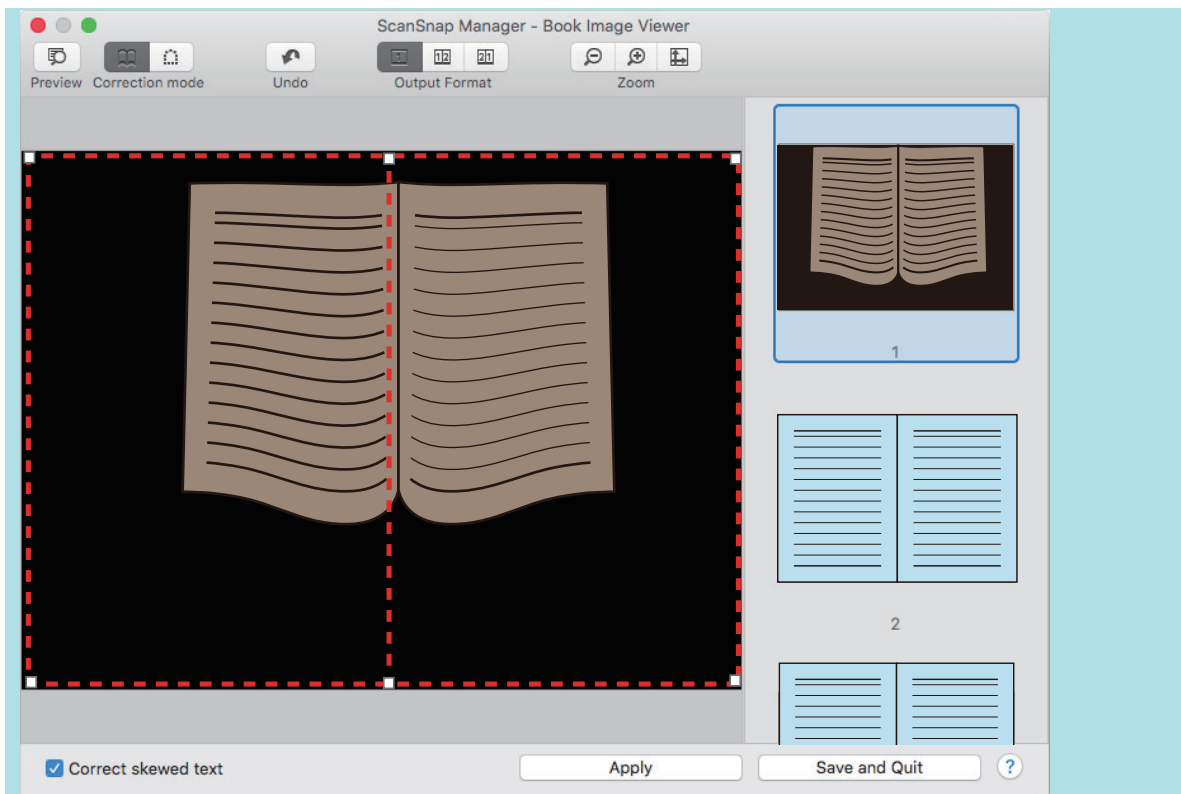 ScanSnap Manager - Book Image Viewer
Preview Correction mode Undo Output Format Zoom
1
2
Correct skewed text Apply Save and Quit ?